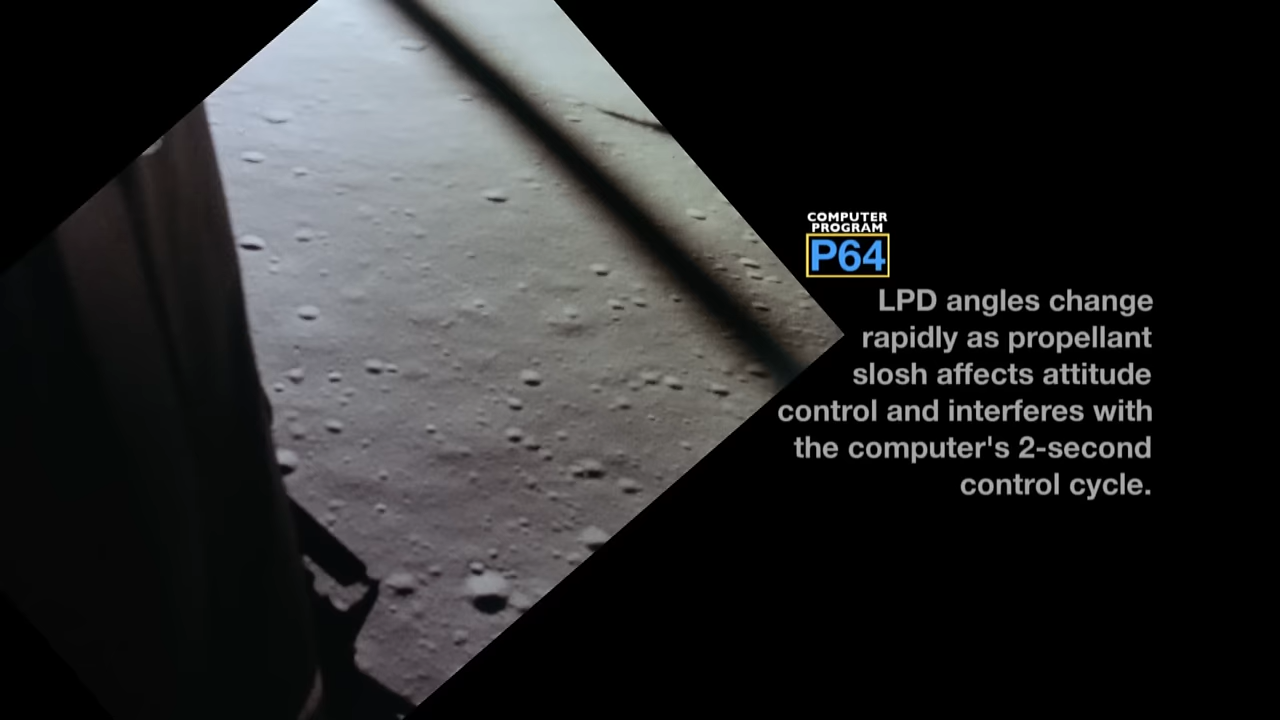 COMPUTER
PROGRAM
P64
LPD angles change
rapidly as propellant
slosh affects attitude
control and interferes with
the computer's 2-second
control cycle.